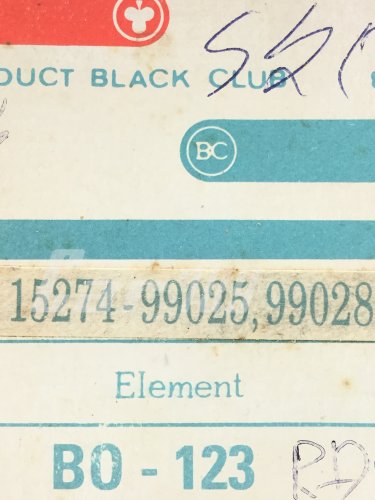 DUCT BLACK CLUB
BC
15274-99025, 99028
Element
BO - 123